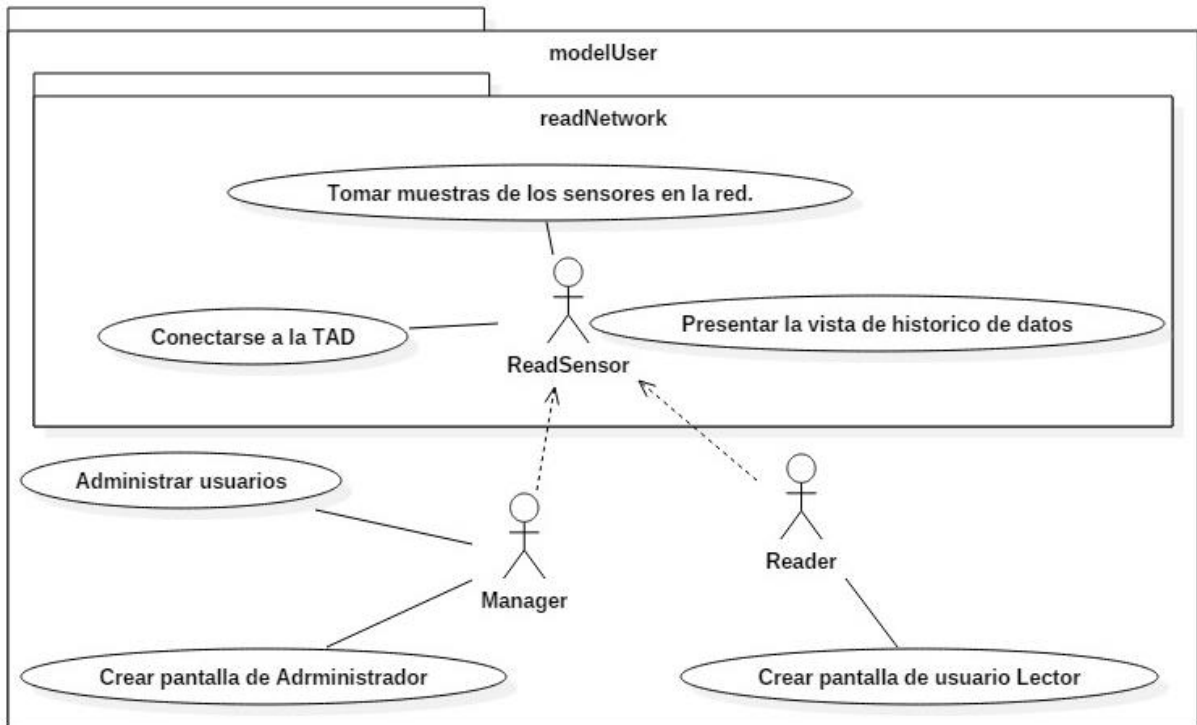 modelUser
readNetwork
Tomar muestras de los sensores en la red.
Conectarse a la TAD
Presentar la vista de historico de datos
ReadSensor
Administrar usuarios
Manager
Reader
Crear pantalla de Adrministrador
Crear pantalla de usuario Lector